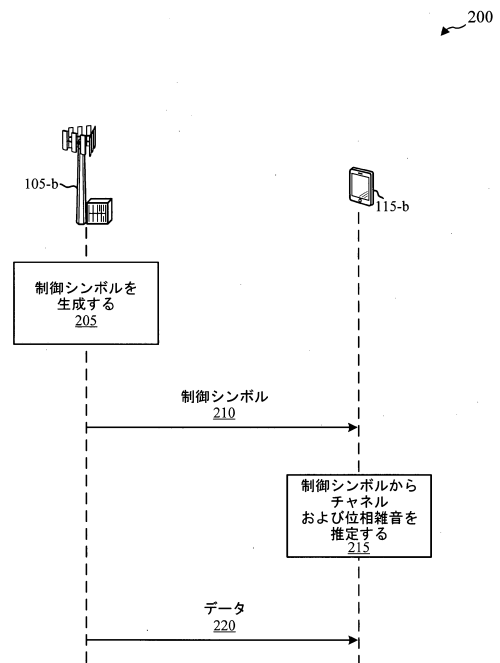 200
105-b
115-b
制御シンボルを
生成する
205
制御シンボル
210
制御シンボルから
チャネル
および位相雑音を
推定する
215
データ
220